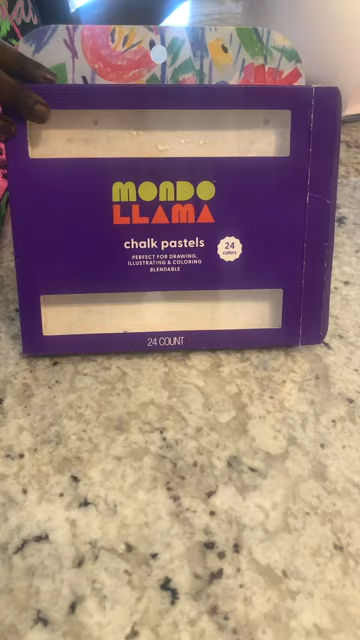 MONDO
LLAMA
chalk pastels
24
colors
PERFECT FOR DRAWING,
ILLUSTRATING & COLORING
BLENDABLE
24 COUNT